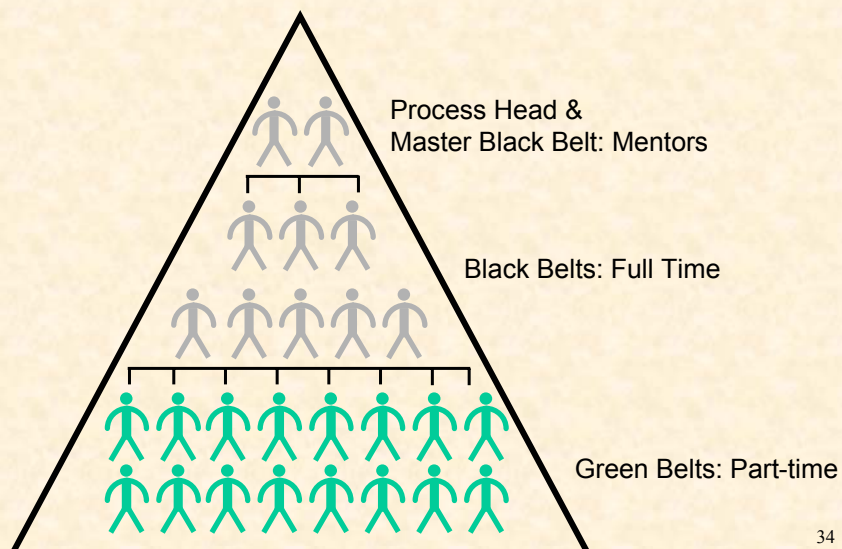 Process Head &
Master Black Belt: Mentors
Black Belts: Full Time
Green Belts: Part-time
34